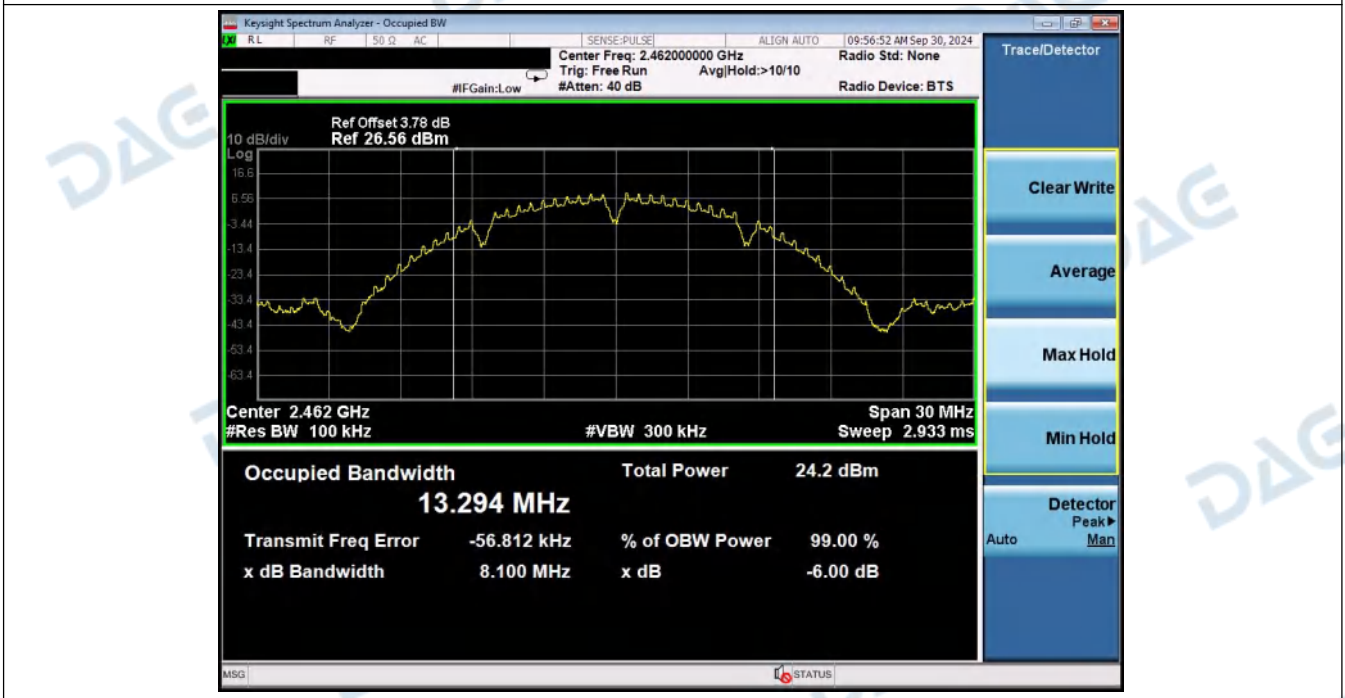 Keysight Spectrum Analyzer - Occupied BW
LXI RL RF 50 Ω AC SENSE:PULSE ALIGN AUTO 09:56:52 AM Sep 30, 2024
Center Freq: 2.462000000 GHz Radio Std: None
Trig: Free Run Avg|Hold:>10/10
#IFGain:Low #Atten: 40 dB Radio Device: BTS
Trace/Detector
Ref Offset 3.78 dB
10 dB/div Ref 26.56 dBm
Log
16.6
6.56
-3.44
-13.4
-23.4
-33.4
-43.4
-53.4
-63.4
Center 2.462 GHz Span 30 MHz
#Res BW 100 kHz #VBW 300 kHz Sweep 2.933 ms
Occupied Bandwidth Total Power 24.2 dBm
13.294 MHz
Transmit Freq Error -56.812 kHz % of OBW Power 99.00 %
x dB Bandwidth 8.100 MHz x dB -6.00 dB
Clear Write
Average
Max Hold
Min Hold
Detector
Peak▶
Auto Man
MSG STATUS
DAG
DAG
DAG